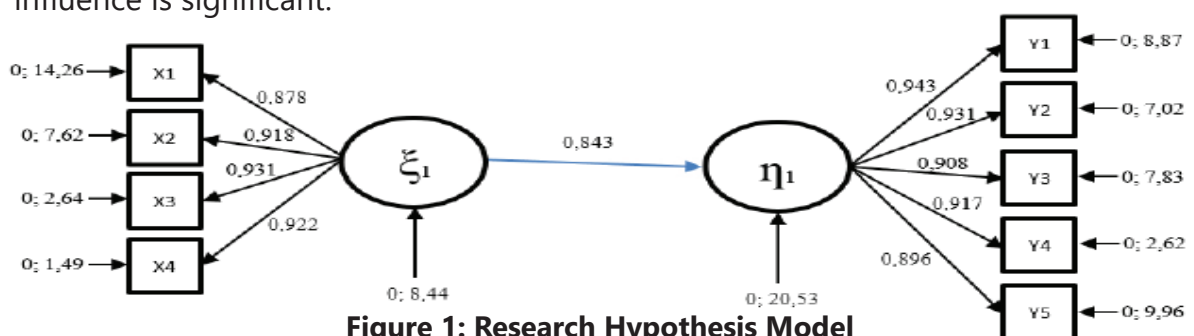 influence is significant.
0; 14,26
X1
0; 7,62
X2
0; 2,64
X3
0; 1,49
X4
0,878
0,918
0,931
0,922
ξ1
0; 8,44
0,843
η1
0; 20,53
0,943
0,931
0,908
0,917
0,896
Y1
0; 8,87
Y2
0; 7,02
Y3
0; 7,83
Y4
0; 2,62
Y5
0; 9,96
Figure 1: Research Hypothesis Model